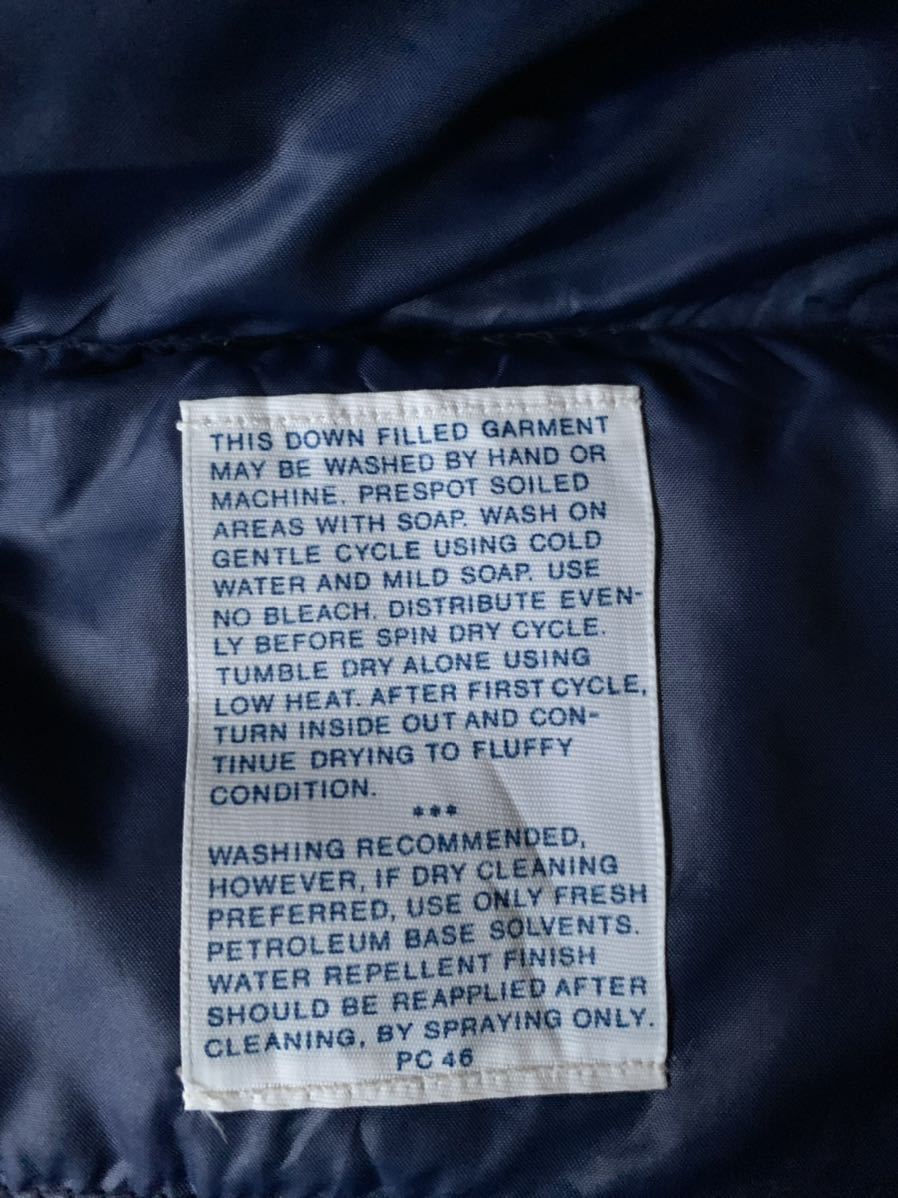 THIS DOWN FILLED GARMENT
MAY BE WASHED BY HAND OR
MACHINE. PRESPOT SOILED
AREAS WITH SOAP. WASH ON
GENTLE CYCLE USING COLD
WATER AND MILD SOAP. USE
NO BLEACH. DISTRIBUTE EVEN-
LY BEFORE SPIN DRY CYCLE.
TUMBLE DRY ALONE USING
LOW HEAT. AFTER FIRST CYCLE,
TURN INSIDE OUT AND CON-
TINUE DRYING TO FLUFFY
CONDITION.
***
WASHING RECOMMENDED,
HOWEVER, IF DRY CLEANING
PREFERRED, USE ONLY FRESH
PETROLEUM BASE SOLVENTS.
WATER REPELLENT FINISH
SHOULD BE REAPPLIED AFTER
CLEANING, BY SPRAYING ONLY.
PC 46